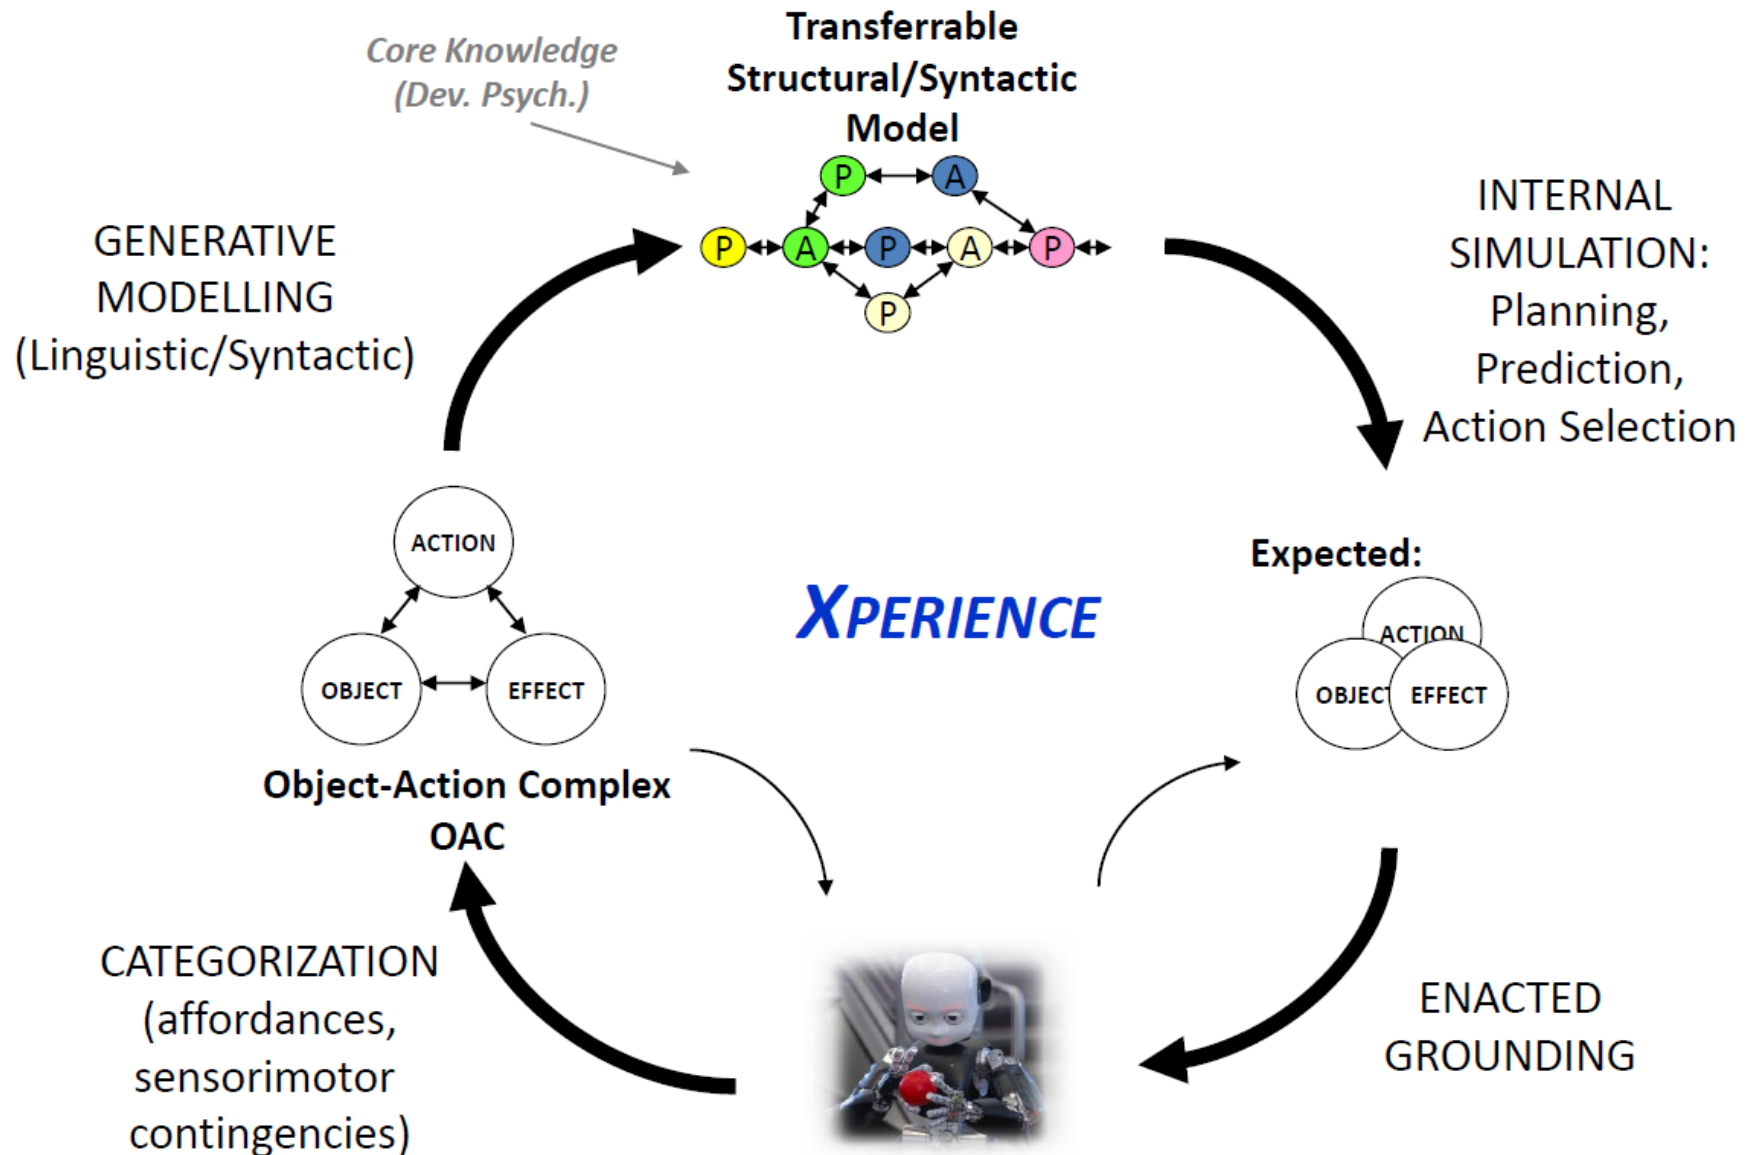 Core Knowledge
(Dev. Psych.)
Transferrable
Structural/Syntactic
Model
P
A
P
A
P
A
P
P
GENERATIVE
MODELLING
(Linguistic/Syntactic)
INTERNAL
SIMULATION:
Planning,
Prediction,
Action Selection
ACTION
OBJECT
EFFECT
Object-Action Complex
OAC
XPERIENCE
Expected:
ACTION
OBJECT
EFFECT
CATEGORIZATION
(affordances,
sensorimotor
contingencies)
ENACTED
GROUNDING